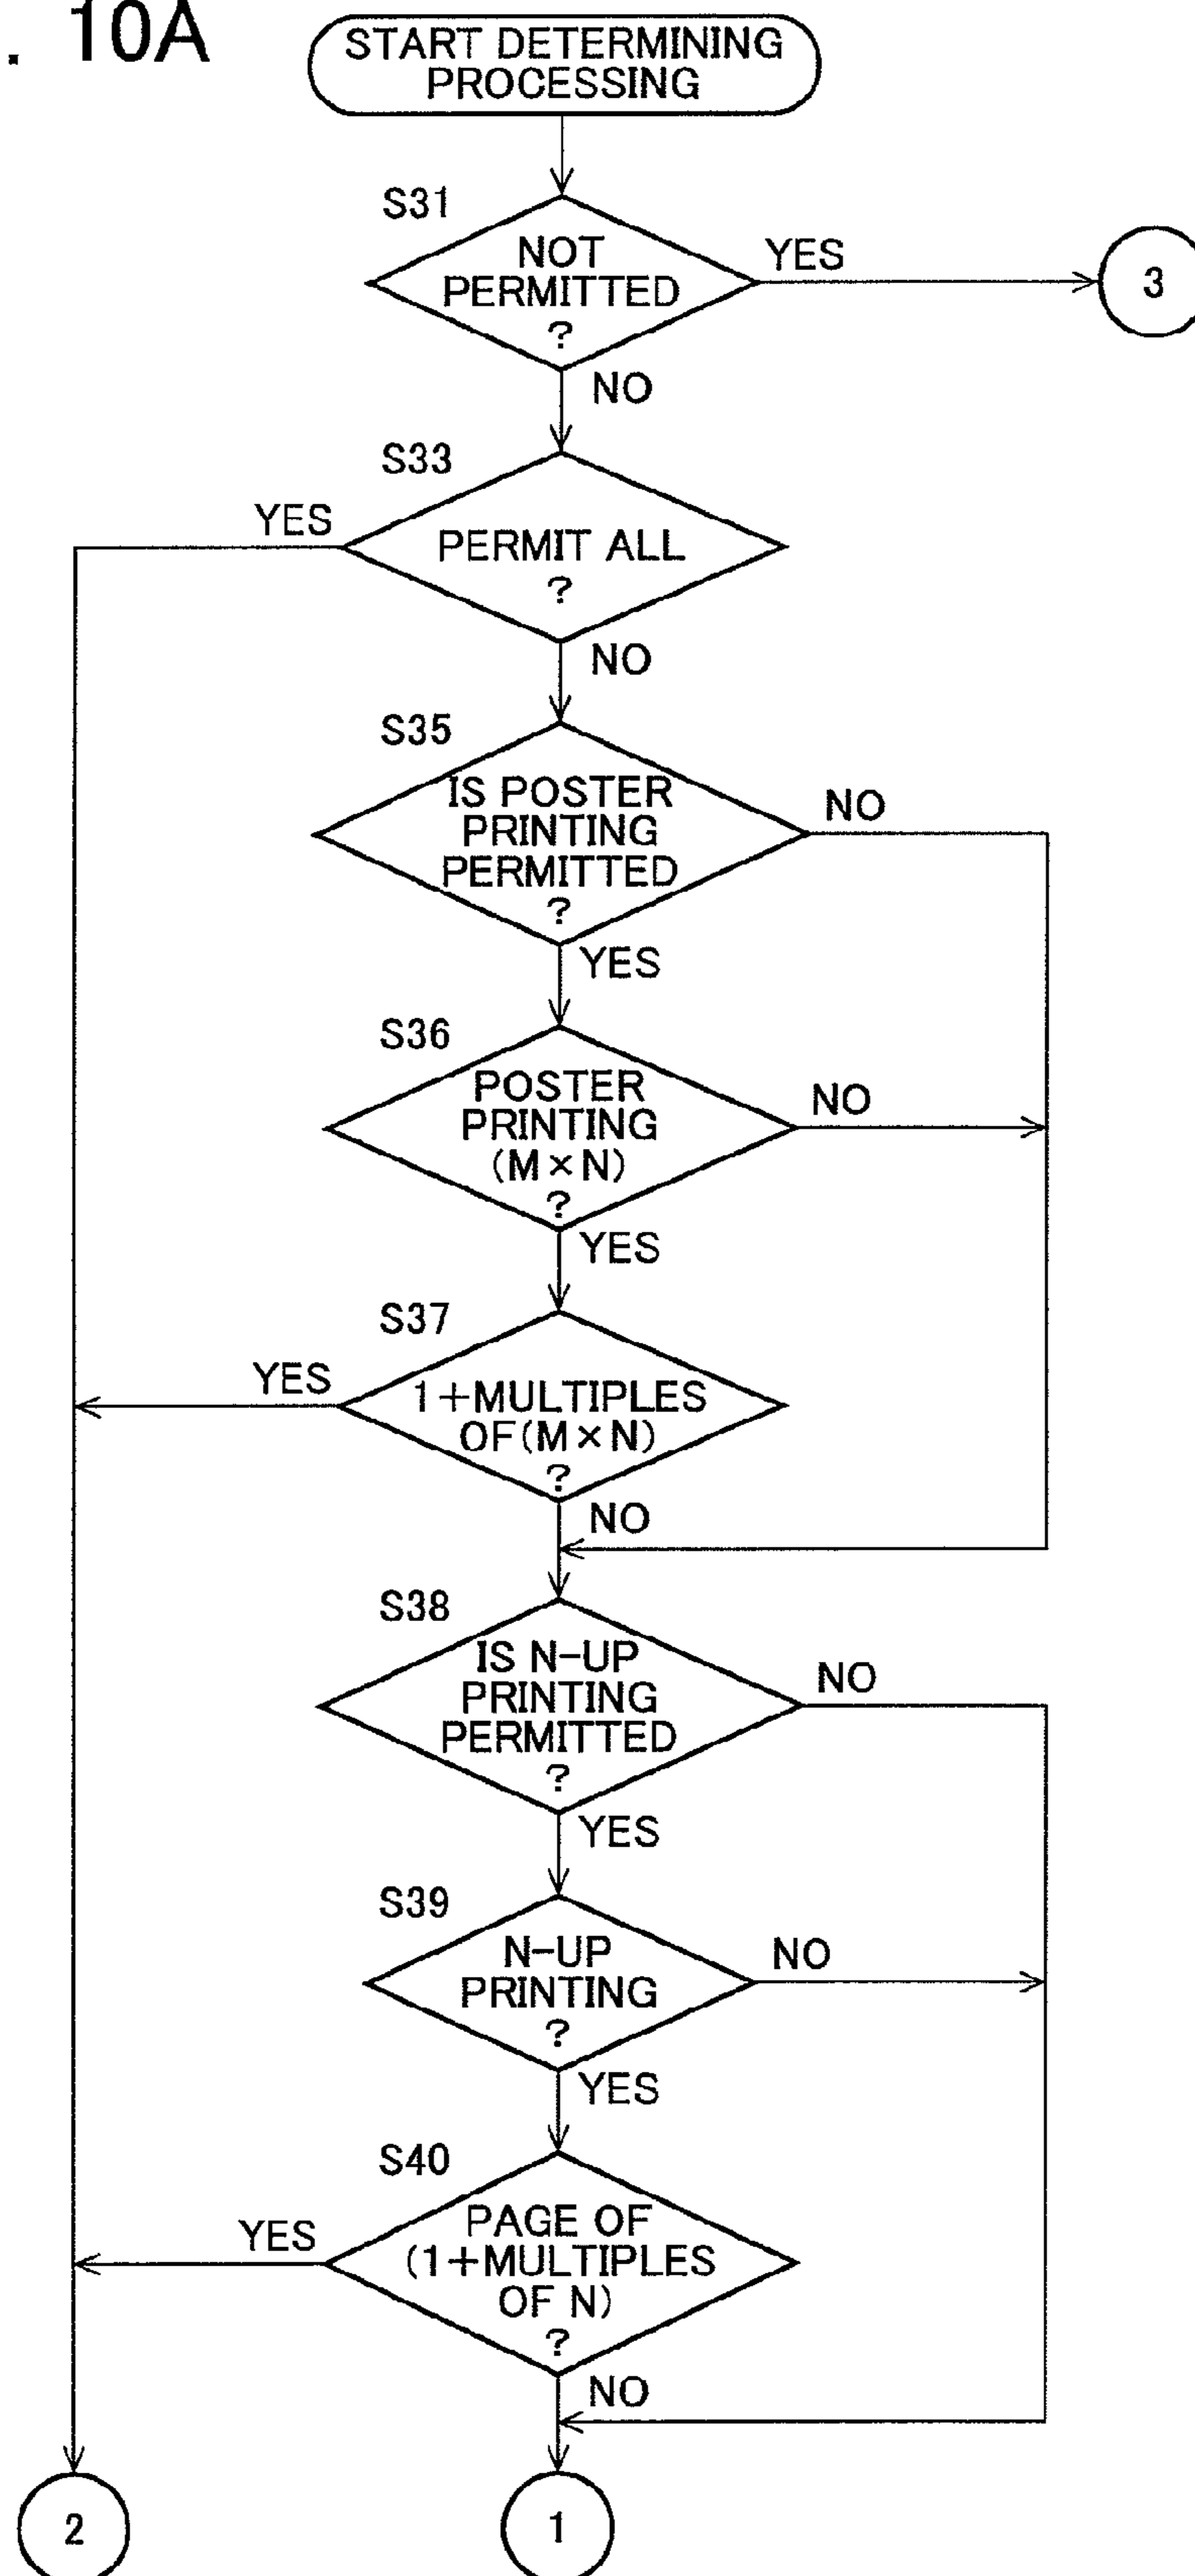 . 10A
START DETERMINING
PROCESSING
S31
NOT
PERMITTED
?
YES
3
NO
S33
YES
PERMIT ALL
?
NO
S35
IS POSTER
PRINTING
PERMITTED
?
NO
YES
S36
POSTER
PRINTING
(M×N)
?
NO
YES
S37
YES
1+MULTIPLES
OF(M×N)
?
NO
S38
IS N-UP
PRINTING
PERMITTED
?
NO
YES
S39
N-UP
PRINTING
?
NO
YES
S40
YES
PAGE OF
(1+MULTIPLES
OF N)
?
NO
2
1